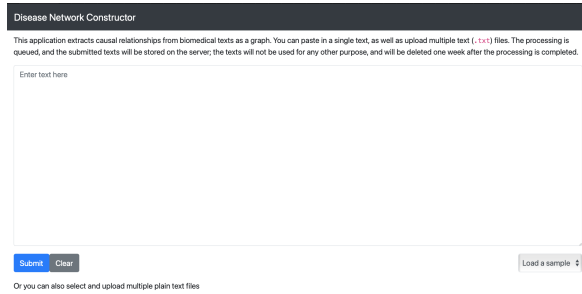 Disease Network Constructor
This application extracts causal relationships from biomedical texts as a graph. You can paste in a single text, as well as upload multiple text (.txt) files. The processing is
queued, and the submitted texts will be stored on the server; the texts will not be used for any other purpose, and will be deleted one week after the processing is completed.
Enter text here
Submit Clear Load a sample
Or you can also select and upload multiple plain text files